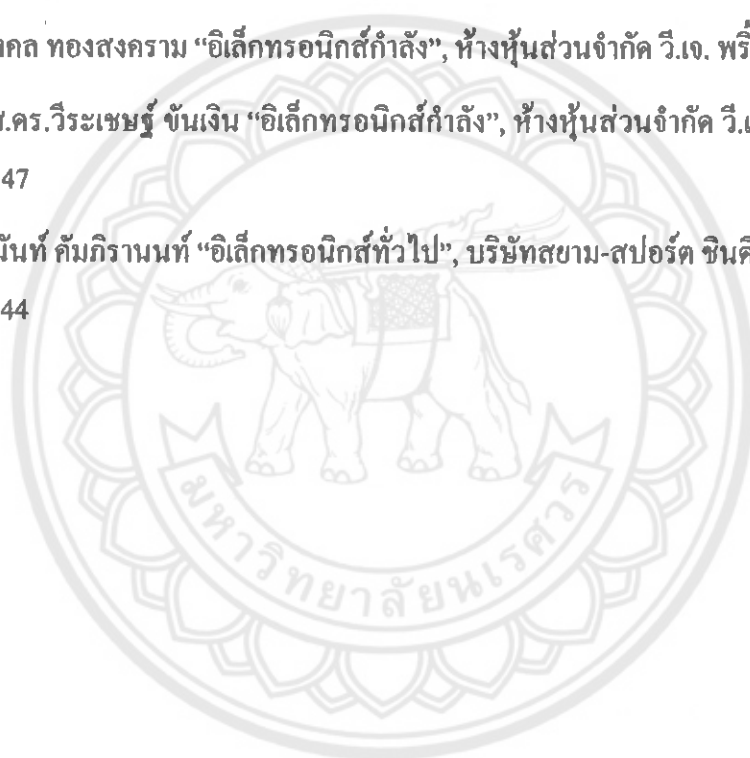 งคล ทองสงคราม “อิเล็กทรอนิกส์กำลัง”, ห้างหุ้นส่วนจำกัด วี.เจ. พริ้
ส.ดร.วีระเชษฐ์ ขันเงิน “อิเล็กทรอนิกส์กำลัง”, ห้างหุ้นส่วนจำกัด วี.เ
47
นันท์ คัมภิรานนท์ “อิเล็กทรอนิกส์ทั่วไป”, บริษัทสยาม-สปอร์ต ซินดิ
44
มหาวิทยาลัยนเรศวร